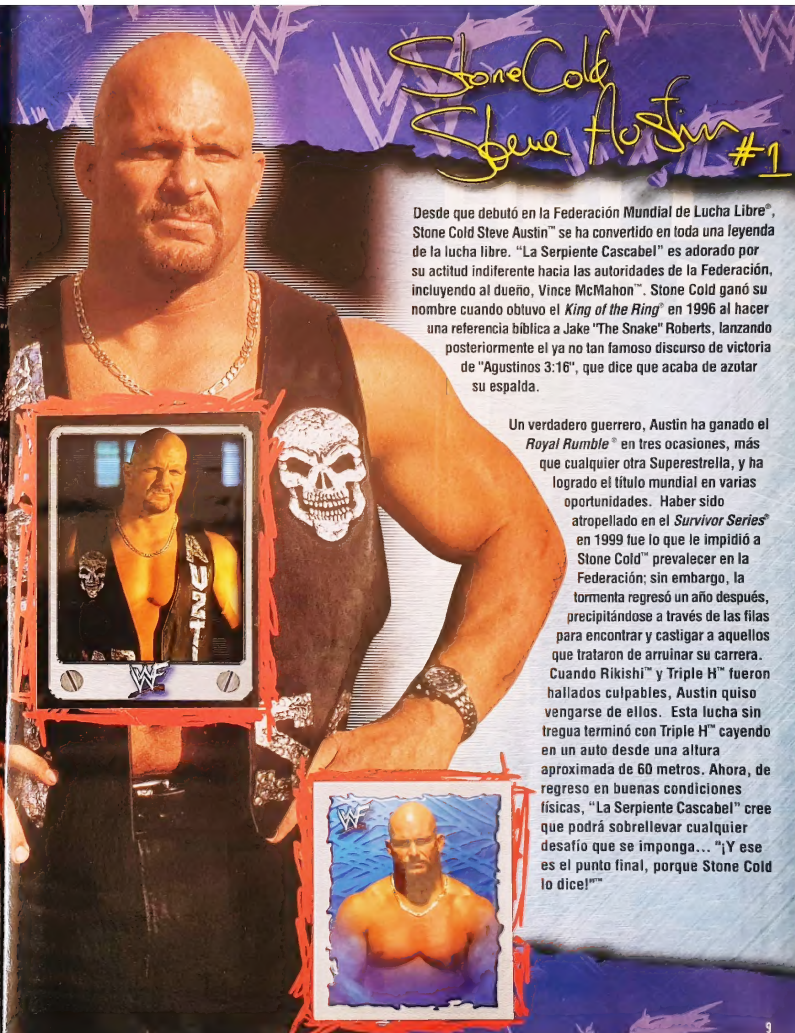 Stone Cold
Steve Austin
#1
Desde que debutó en la Federación Mundial de Lucha Libre®,
Stone Cold Steve Austin™ se ha convertido en toda una leyenda
de la lucha libre. “La Serpiente Cascabel” es adorado por
su actitud indiferente hacia las autoridades de la Federación,
incluyendo al dueño, Vince McMahon™. Stone Cold ganó su
nombre cuando obtuvo el King of the Ring® en 1996 al hacer
una referencia bíblica a Jake "The Snake" Roberts, lanzando
posteriormente el ya no tan famoso discurso de victoria
de "Agustinos 3:16", que dice que acaba de azotar
su espalda.
Un verdadero guerrero, Austin ha ganado el
Royal Rumble® en tres ocasiones, más
que cualquier otra Superestrella, y ha
logrado el título mundial en varias
oportunidades. Haber sido
atropellado en el Survivor Series®
en 1999 fue lo que le impidió a
Stone Cold™ prevalecer en la
Federación; sin embargo, la
tormenta regresó un año después,
precipitándose a través de las filas
para encontrar y castigar a aquellos
que trataron de arruinar su carrera.
Cuando Rikishi™ y Triple H™ fueron
hallados culpables, Austin quiso
vengarse de ellos. Esta lucha sin
tregua terminó con Triple H™ cayendo
en un auto desde una altura
aproximada de 60 metros. Ahora, de
regreso en buenas condiciones
físicas, “La Serpiente Cascabel” cree
que podrá sobrellevar cualquier
desafío que se imponga... "¡Y ese
es el punto final, porque Stone Cold
lo dice!"™
9